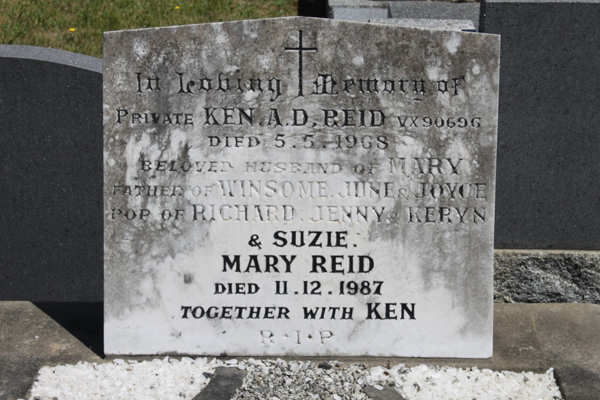 In Loving Memory of
PRIVATE KEN. A. D. REID VX90696
DIED 5.5.1968
BELOVED HUSBAND OF MARY
FATHER OF WINSOME, JUNE & JOYCE
POP OF RICHARD, JENNY & KERYN
& SUZIE.
MARY REID
DIED 11.12.1987
TOGETHER WITH KEN
R·I·P